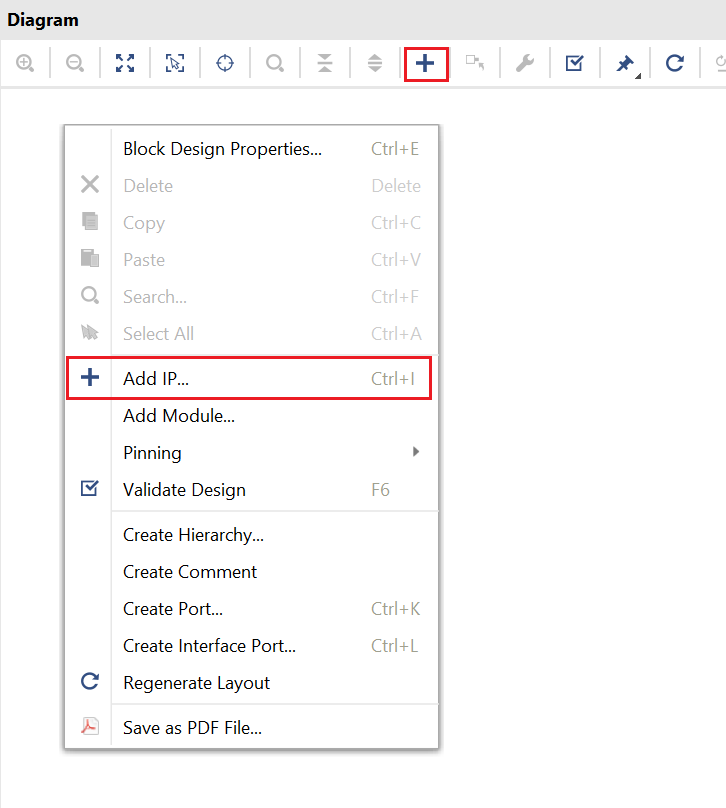 Diagram
Block Design Properties... Ctrl+E
Delete Delete
Copy Ctrl+C
Paste Ctrl+V
Search... Ctrl+F
Select All Ctrl+A
Add IP... Ctrl+I
Add Module...
Pinning
Validate Design F6
Create Hierarchy...
Create Comment
Create Port... Ctrl+K
Create Interface Port... Ctrl+L
Regenerate Layout
Save as PDF File...